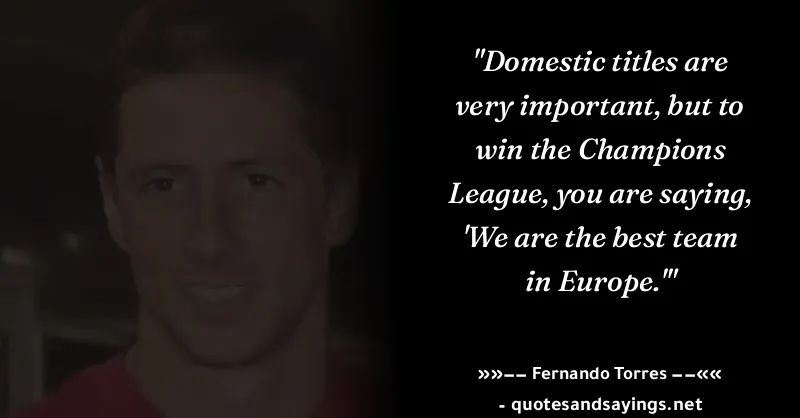 "Domestic titles are
very important, but to
win the Champions
League, you are saying,
'We are the best team
in Europe.'"
»»-- Fernando Torres --««
- quotesandsayings.net